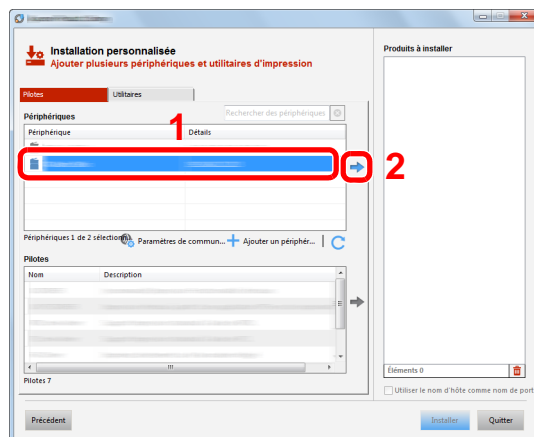 Installation personnalisée
Ajouter plusieurs périphériques et utilitaires d'impression
Pilotes Utilitaires
Périphériques Rechercher des périphériques
1
Périphérique Détails
2
Périphériques 1 de 2 sélection Paramètres de commun... Ajouter un périphér...
Pilotes
Nom Description
Pilotes 7
Produits à installer
Éléments 0
Utiliser le nom d'hôte comme nom de port
Précédent Installer Quitter